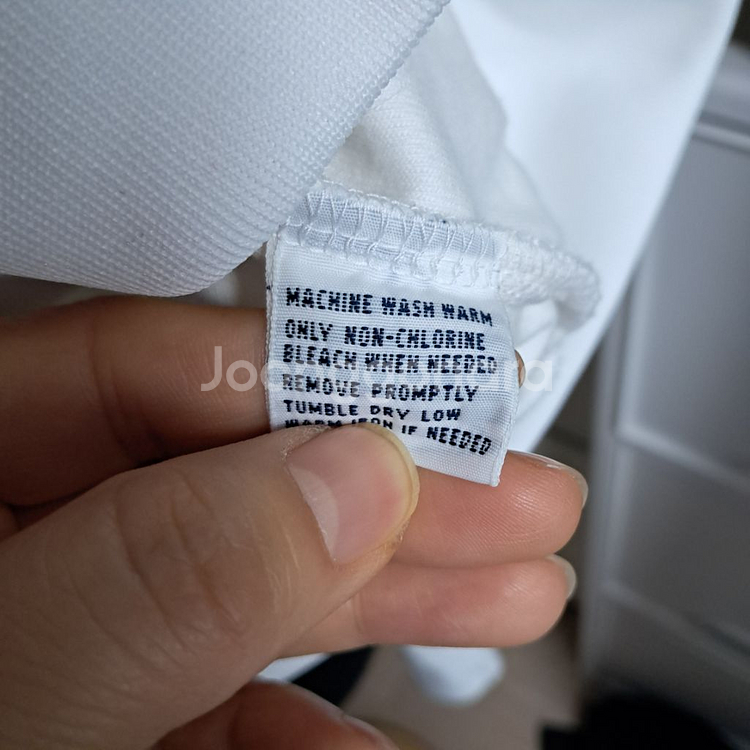 MACHINE WASH WARM
ONLY NON-CHLORINE
BLEACH WHEN NEEDED
REMOVE PROMPTLY
TUMBLE DRY LOW
WARM IRON IF NEEDED